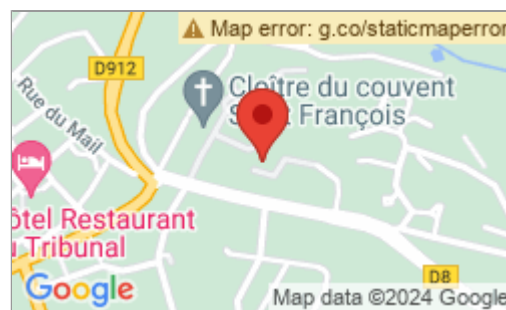 Map error: g.co/staticmaperror
D912
Cloître du couvent
Saint François
Rue du Mail
ôtel Restaurant
u Tribunal
D8
Google
Map data ©2024 Google